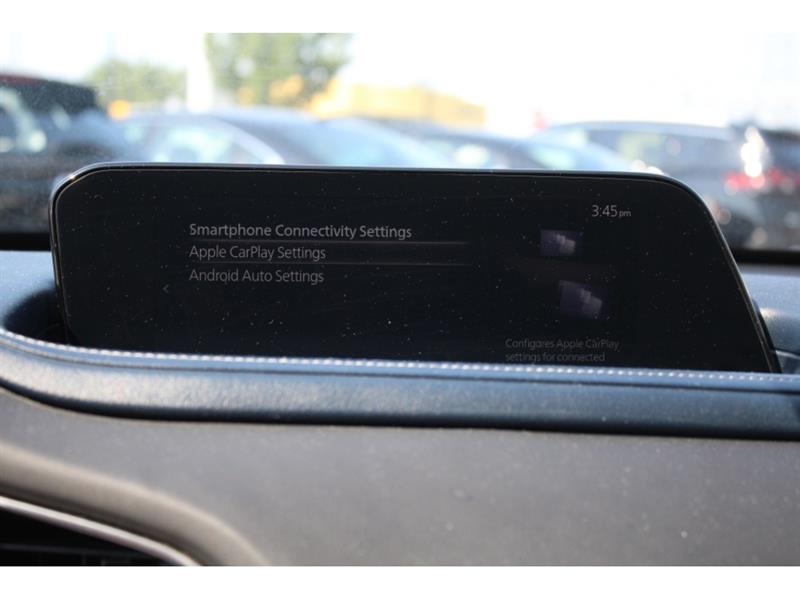 3:45pm
Smartphone Connectivity Settings
Apple CarPlay Settings
Android Auto Settings
Configures Apple CarPlay
settings for connected